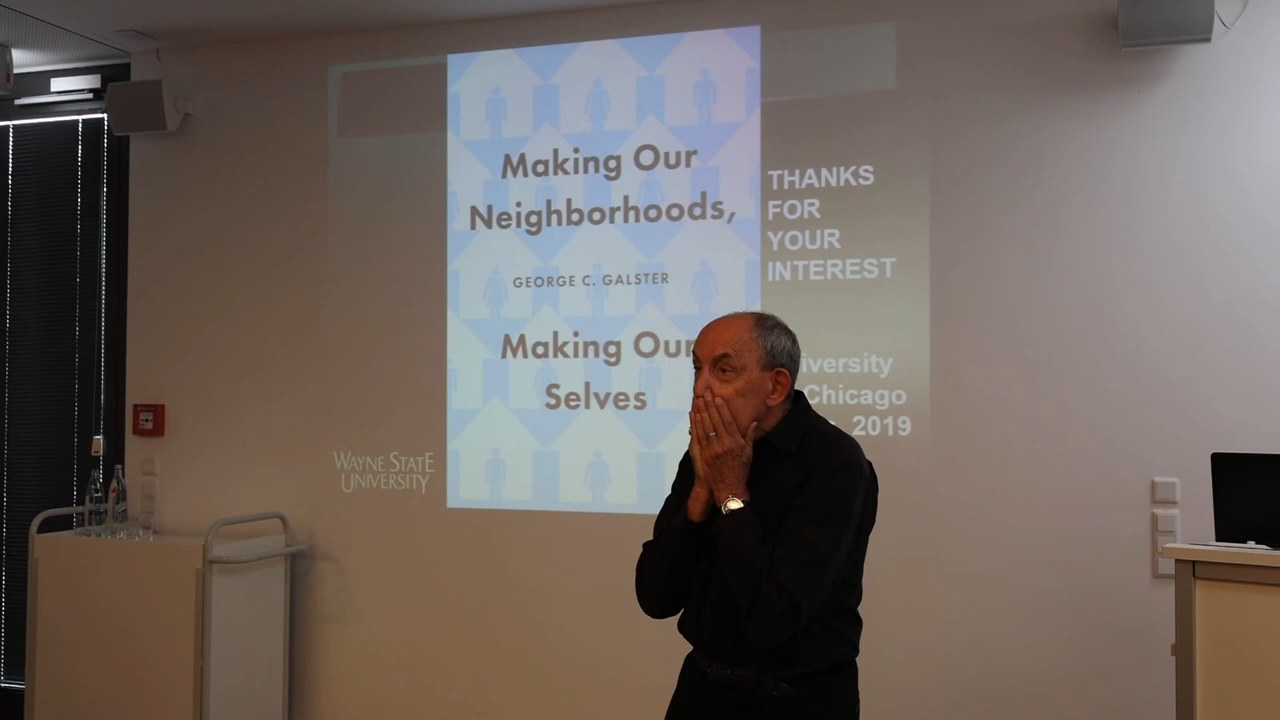 Making Our
Neighborhoods,
GEORGE C. GALSTER
Making Our
Selves
THANKS
FOR
YOUR
INTEREST
iversity
Chicago
2019
WAYNE STATE
UNIVERSITY